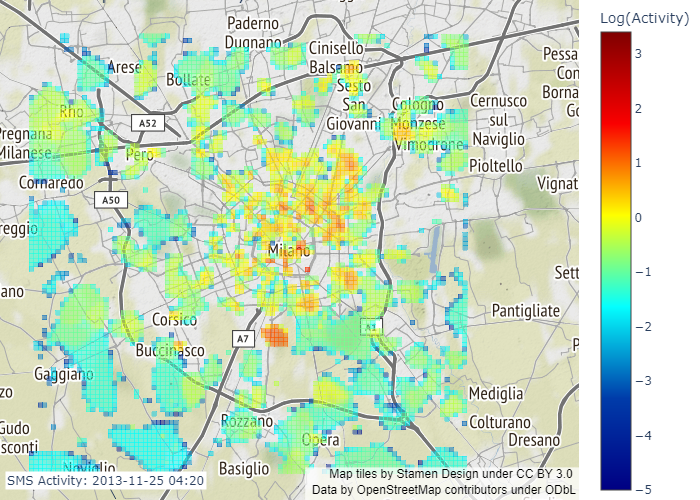 Log(Activity)
3
2
1
0
−1
−2
−3
−4
−5
Paderno
Dugnano
Cinisello
Balsamo
Arese
Bollate
Sesto
San
Giovanni
Cologno
Monzese
Vimodrone
Cernusco
sul
Naviglio
Pioltello
Pessa
Con
Borna
Go
Rho
A52
Pregnana
Milanese
Pero
Cornaredo
A50
Vignat
reggio
Milano
Sett
ano
Corsico
A7
A1
Pantigliate
P
Buccinasco
Gaggiano
zo
Mediglia
Gudo
sconti
Rozzano
Colturano
Opera
Dresano
Noviglio
Basiglio
SMS Activity: 2013-11-25 04:20
Map tiles by Stamen Design under CC BY 3.0
Data by OpenStreetMap contributors under ODbL